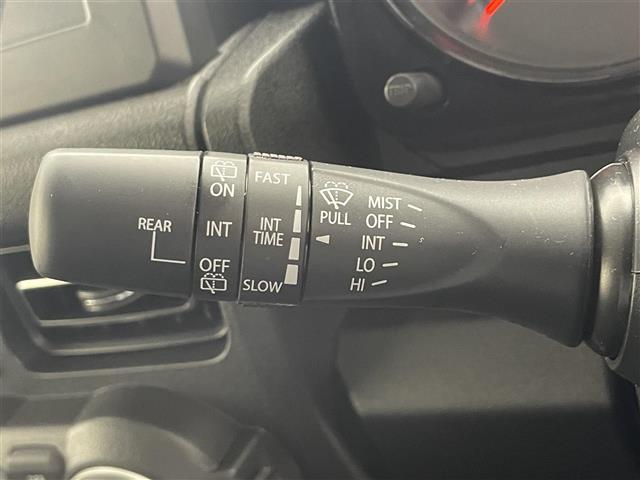 REAR
ON
INT
OFF
FAST
INT
TIME
SLOW
PULL
MIST
OFF
INT
LO
HI